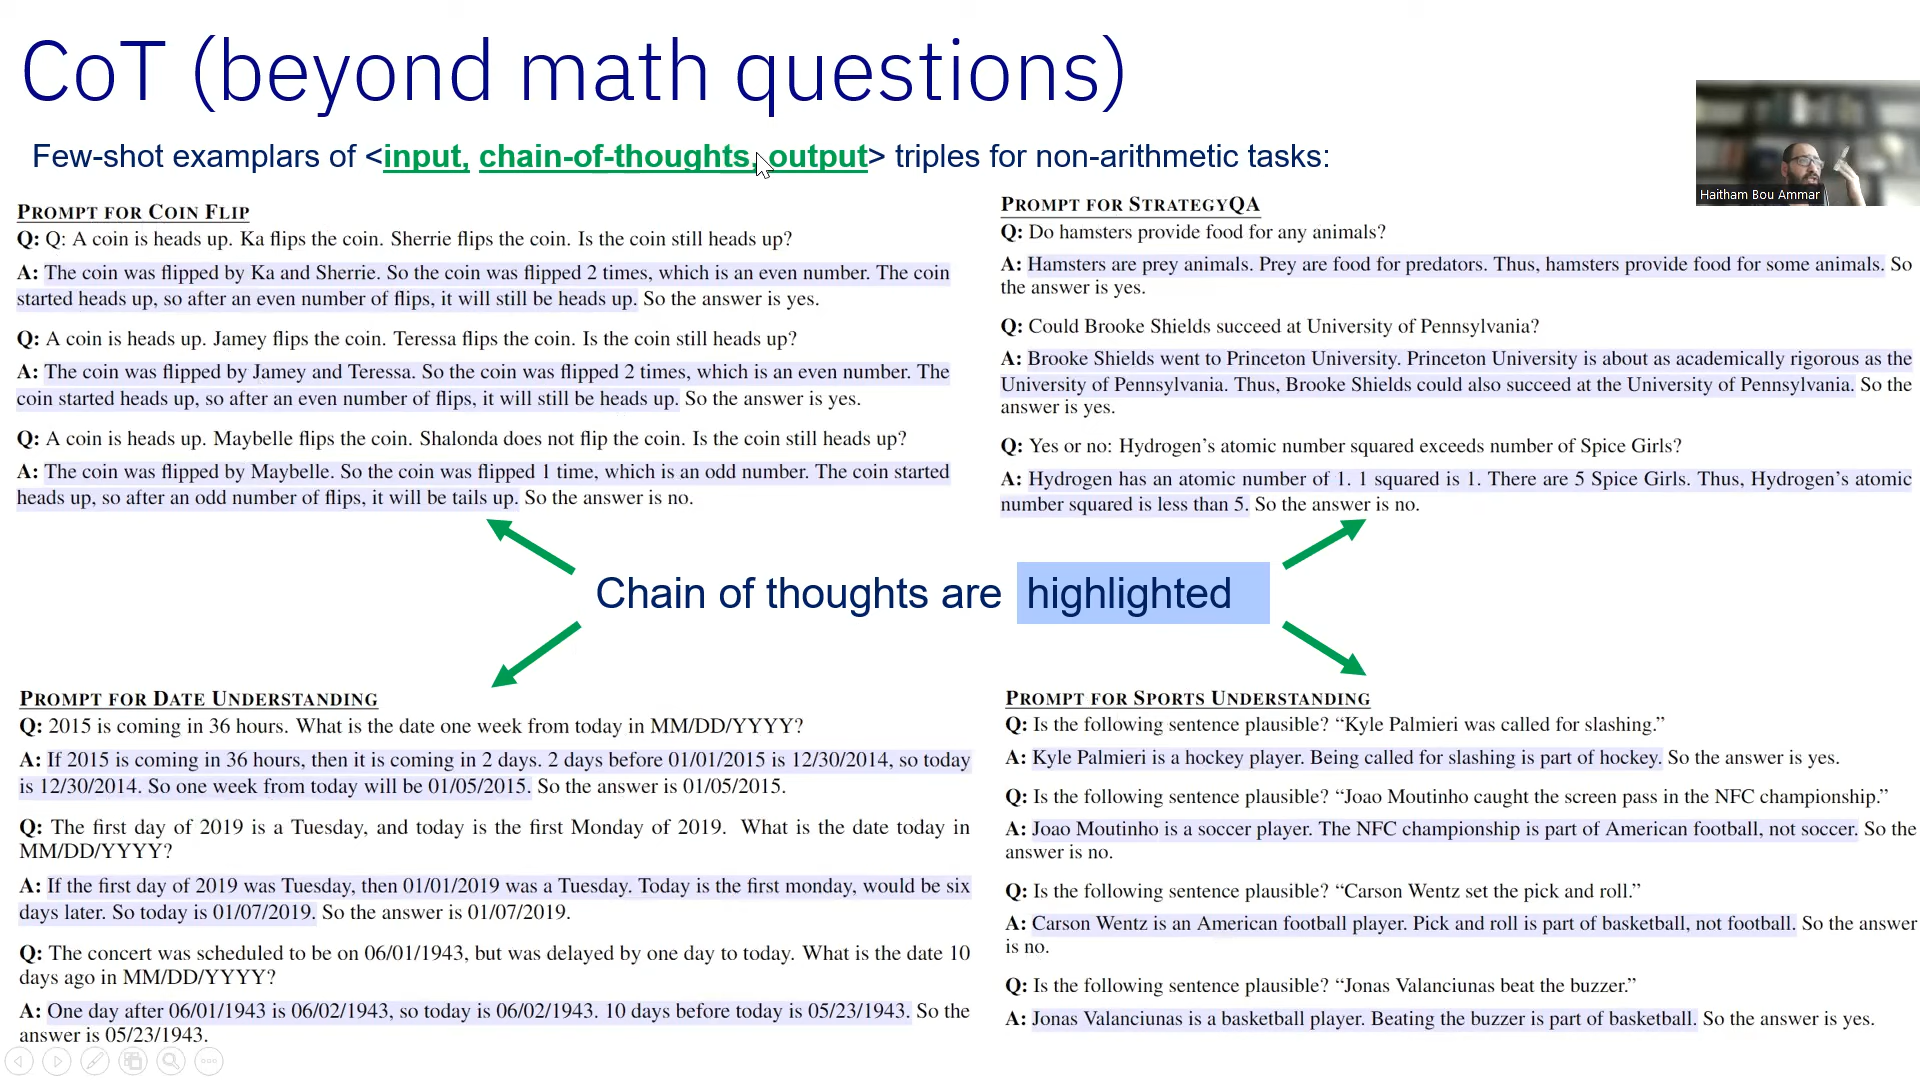 CoT (beyond math questions)
Few-shot examplars of <input, chain-of-thoughts, output> triples for non-arithmetic tasks:
Haitham Bou Ammar
PROMPT FOR COIN FLIP
Q: Q: A coin is heads up. Ka flips the coin. Sherrie flips the coin. Is the coin still heads up?
A: The coin was flipped by Ka and Sherrie. So the coin was flipped 2 times, which is an even number. The coin
started heads up, so after an even number of flips, it will still be heads up. So the answer is yes.
Q: A coin is heads up. Jamey flips the coin. Teressa flips the coin. Is the coin still heads up?
A: The coin was flipped by Jamey and Teressa. So the coin was flipped 2 times, which is an even number. The
coin started heads up, so after an even number of flips, it will still be heads up. So the answer is yes.
Q: A coin is heads up. Maybelle flips the coin. Shalonda does not flip the coin. Is the coin still heads up?
A: The coin was flipped by Maybelle. So the coin was flipped 1 time, which is an odd number. The coin started
heads up, so after an odd number of flips, it will be tails up. So the answer is no.
PROMPT FOR STRATEGYQA
Q: Do hamsters provide food for any animals?
A: Hamsters are prey animals. Prey are food for predators. Thus, hamsters provide food for some animals. So
the answer is yes.
Q: Could Brooke Shields succeed at University of Pennsylvania?
A: Brooke Shields went to Princeton University. Princeton University is about as academically rigorous as the
University of Pennsylvania. Thus, Brooke Shields could also succeed at the University of Pennsylvania. So the
answer is yes.
Q: Yes or no: Hydrogen's atomic number squared exceeds number of Spice Girls?
A: Hydrogen has an atomic number of 1. 1 squared is 1. There are 5 Spice Girls. Thus, Hydrogen's atomic
number squared is less than 5. So the answer is no.
Chain of thoughts are highlighted
PROMPT FOR DATE UNDERSTANDING
Q: 2015 is coming in 36 hours. What is the date one week from today in MM/DD/YYYY?
A: If 2015 is coming in 36 hours, then it is coming in 2 days. 2 days before 01/01/2015 is 12/30/2014, so today
is 12/30/2014. So one week from today will be 01/05/2015. So the answer is 01/05/2015.
Q: The first day of 2019 is a Tuesday, and today is the first Monday of 2019. What is the date today in
MM/DD/YYYY?
A: If the first day of 2019 was Tuesday, then 01/01/2019 was a Tuesday. Today is the first monday, would be six
days later. So today is 01/07/2019. So the answer is 01/07/2019.
Q: The concert was scheduled to be on 06/01/1943, but was delayed by one day to today. What is the date 10
days ago in MM/DD/YYYY?
A: One day after 06/01/1943 is 06/02/1943, so today is 06/02/1943. 10 days before today is 05/23/1943. So the
answer is 05/23/1943.
PROMPT FOR SPORTS UNDERSTANDING
Q: Is the following sentence plausible? “Kyle Palmieri was called for slashing.”
A: Kyle Palmieri is a hockey player. Being called for slashing is part of hockey. So the answer is yes.
Q: Is the following sentence plausible? “Joao Moutinho caught the screen pass in the NFC championship.”
A: Joao Moutinho is a soccer player. The NFC championship is part of American football, not soccer. So the
answer is no.
Q: Is the following sentence plausible? “Carson Wentz set the pick and roll.”
A: Carson Wentz is an American football player. Pick and roll is part of basketball, not football. So the answer
is no.
Q: Is the following sentence plausible? “Jonas Valanciunas beat the buzzer.”
A: Jonas Valanciunas is a basketball player. Beating the buzzer is part of basketball. So the answer is yes.